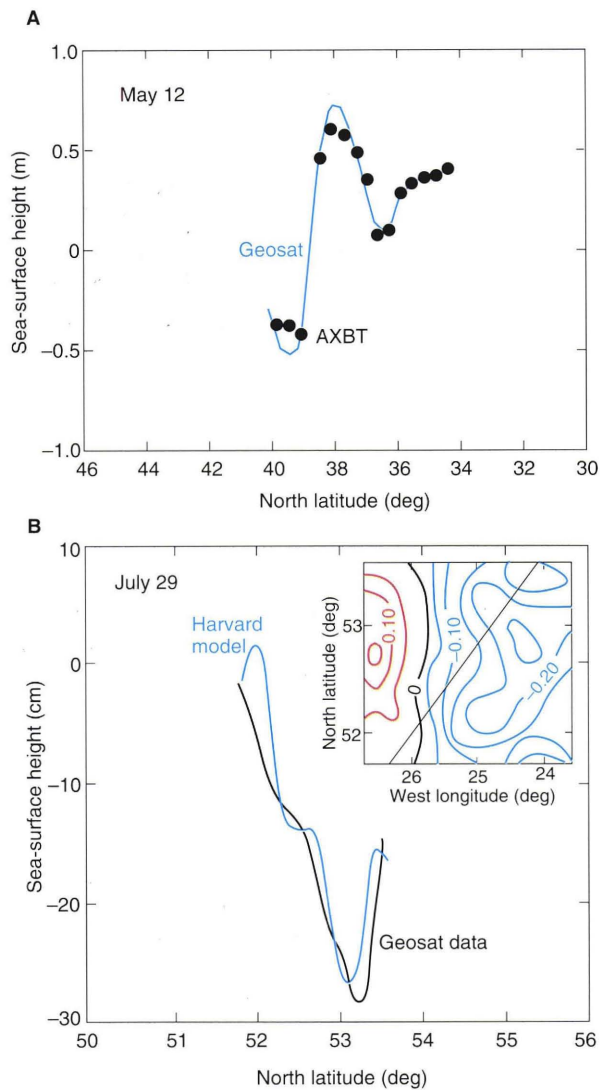 A
May 12
Sea-surface height (m)
1.0
0.5
0
−0.5
−1.0
Geosat
AXBT
46 44 42 40 38 36 34 32 30
North latitude (deg)
B
July 29
Sea-surface height (cm)
10
0
−10
−20
−30
Harvard
model
Geosat data
North latitude (deg)
53
52
0.10
0
−0.10
−0.20
26 25 24
West longitude (deg)
50 51 52 53 54 55 56
North latitude (deg)